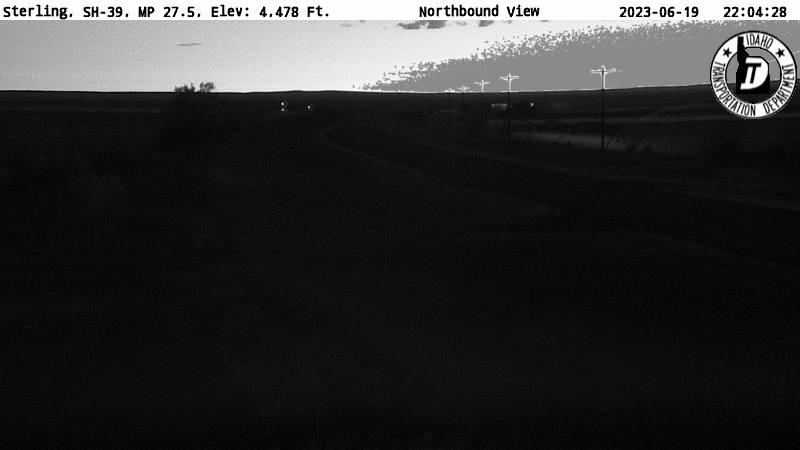 Sterling, SH-39, MP 27.5, Elev: 4,478 Ft. Northbound View 2023-06-19 22:04:28
IDAHO
TRANSPORTATION DEPARTMENT